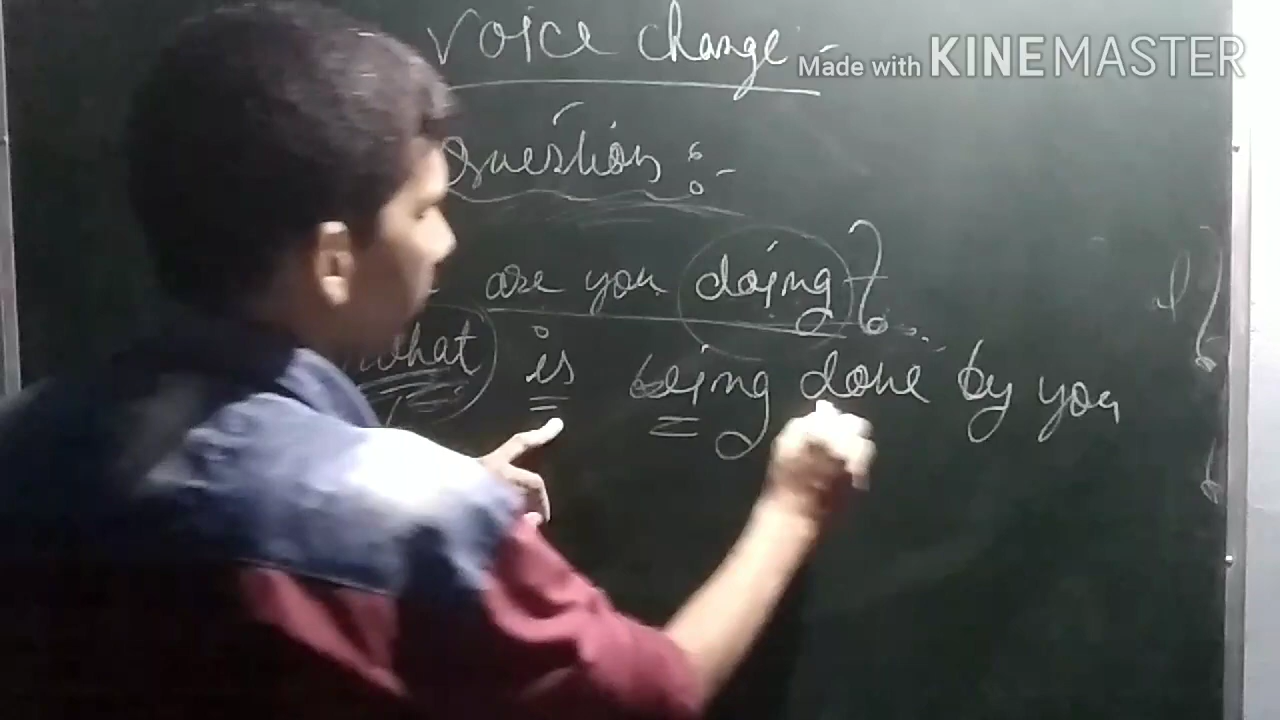 voice change -
Made with KINEMASTER
Question :-
are you doing ?
what is being done by you